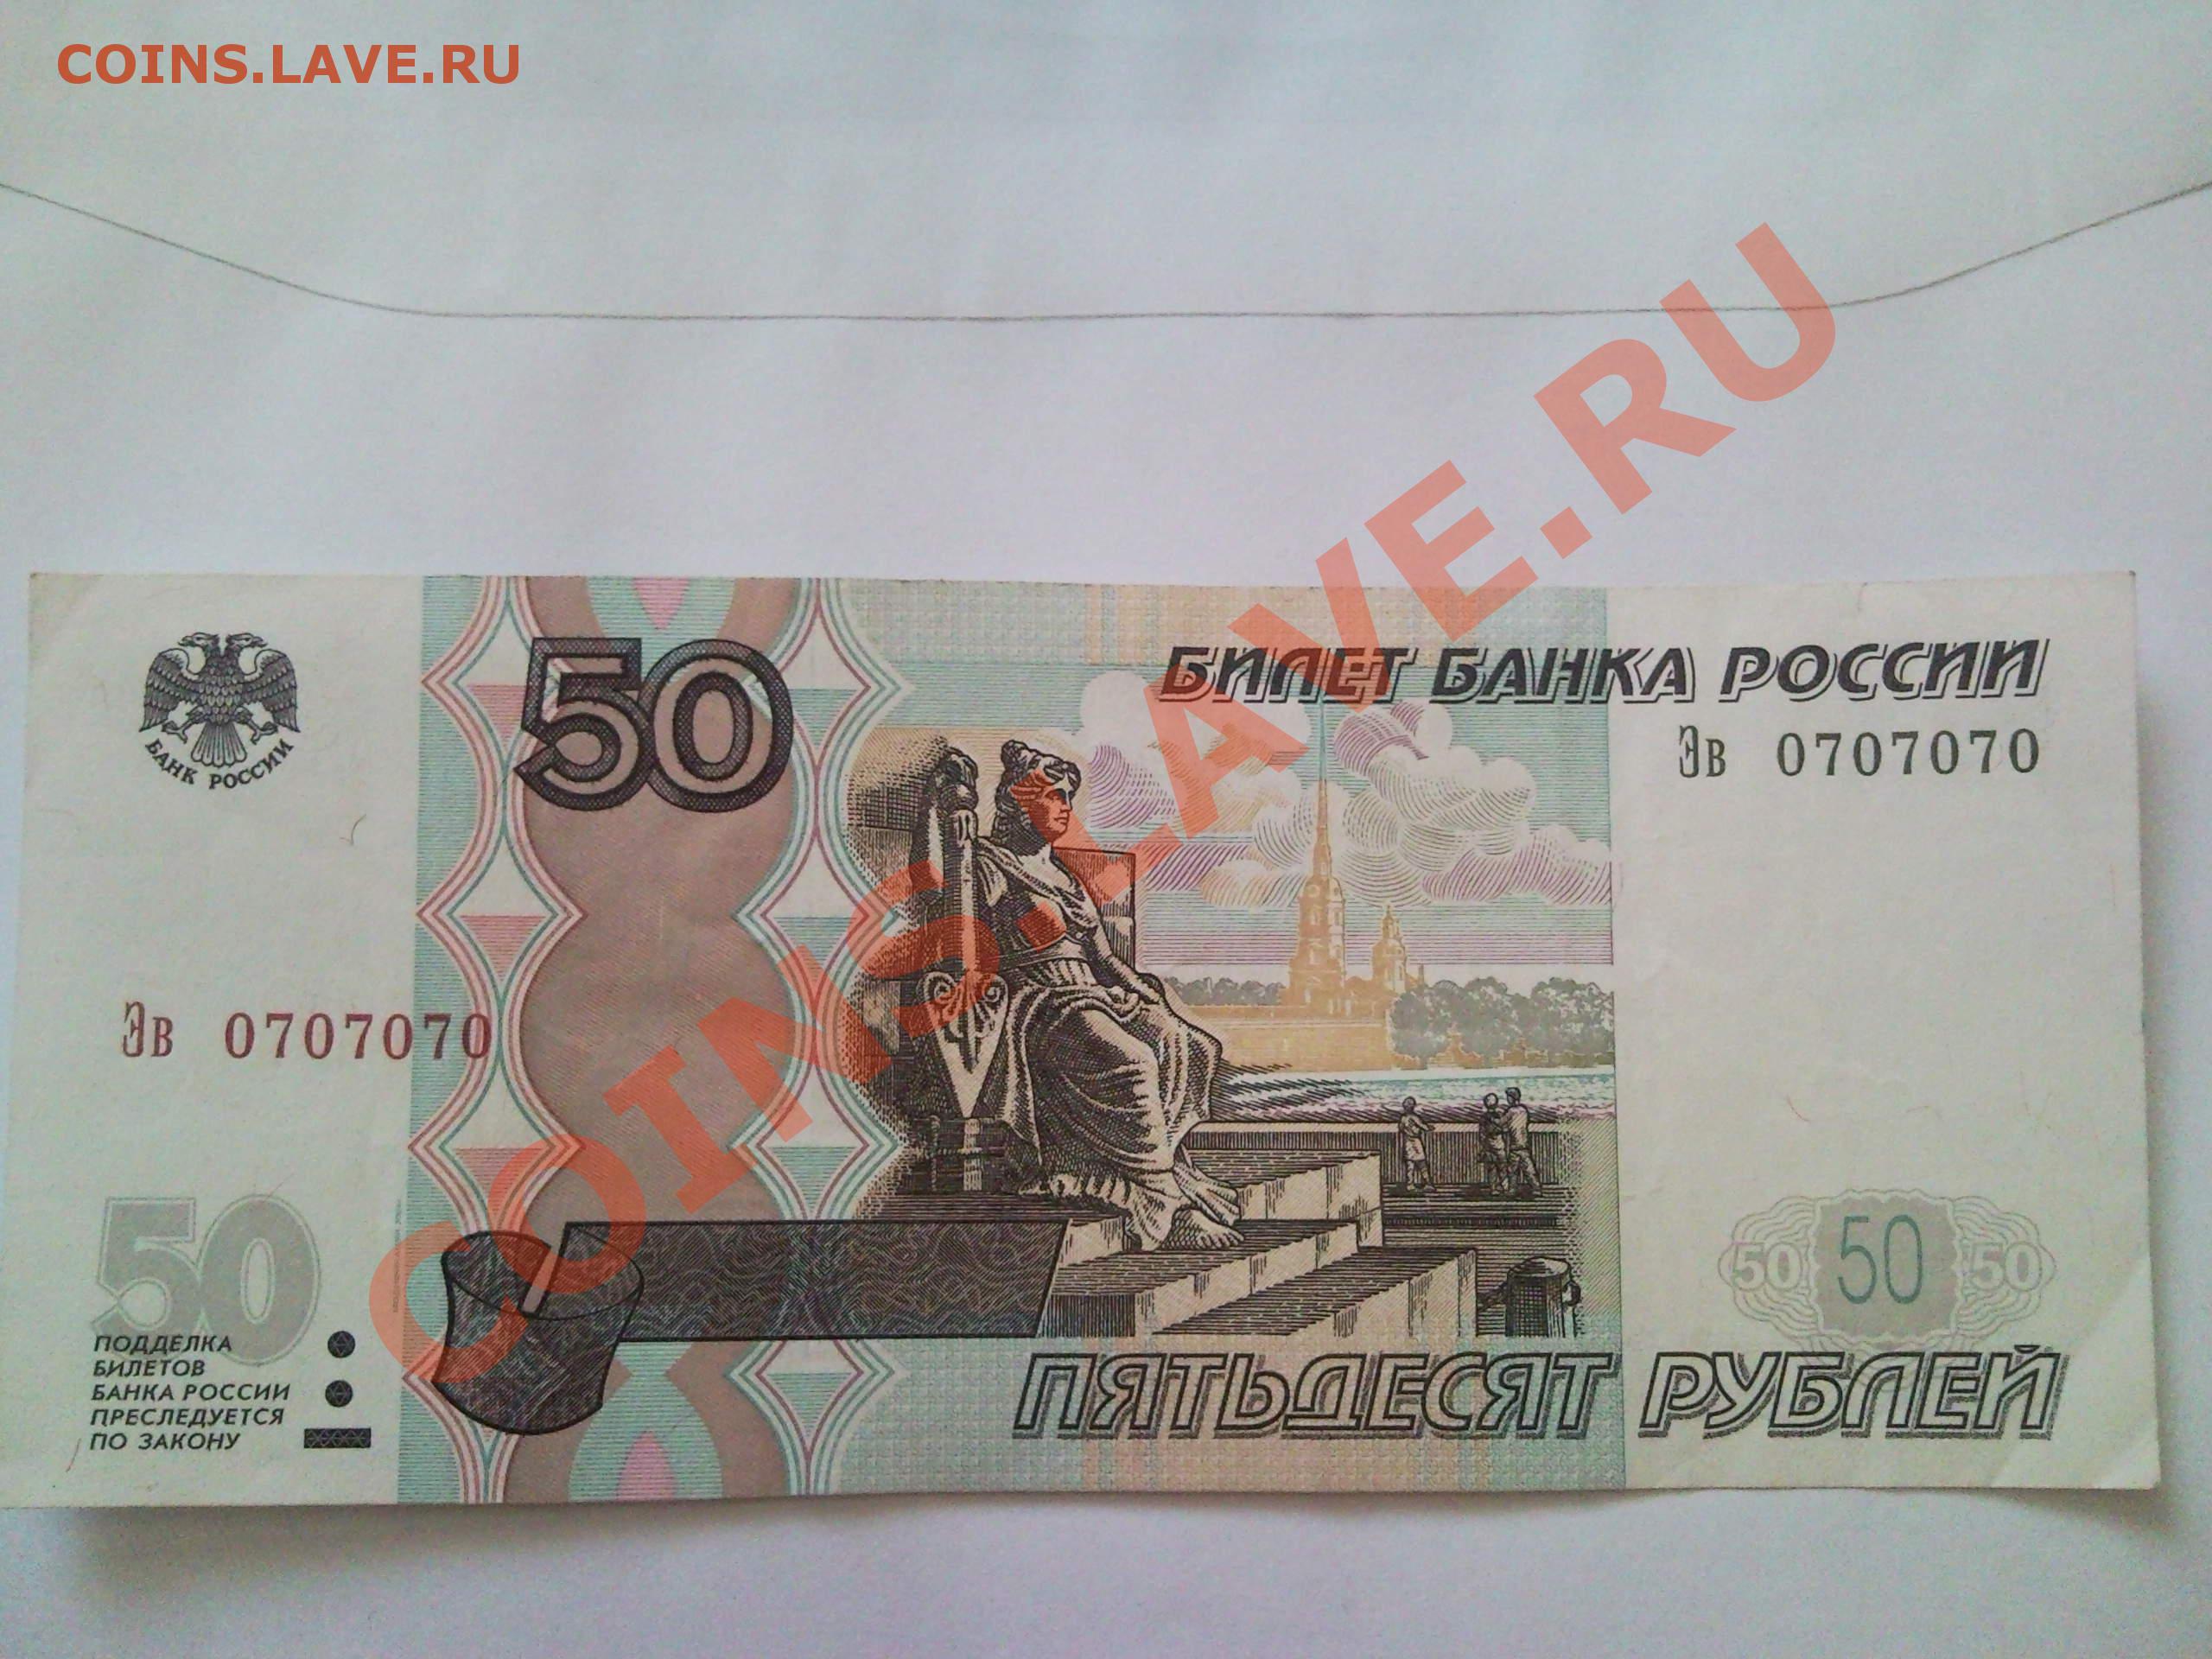 COINS.LAVE.RU
COINS.LAVE.RU
50
БИЛЕТ БАНКА РОССИИ
Эв 0707070
БАНК РОССИИ
Эв 0707070
50
50 50 50
ПОДДЕЛКА
БИЛЕТОВ
БАНКА РОССИИ
ПРЕСЛЕДУЕТСЯ
ПО ЗАКОНУ
ПЯТЬДЕСЯТ РУБЛЕЙ